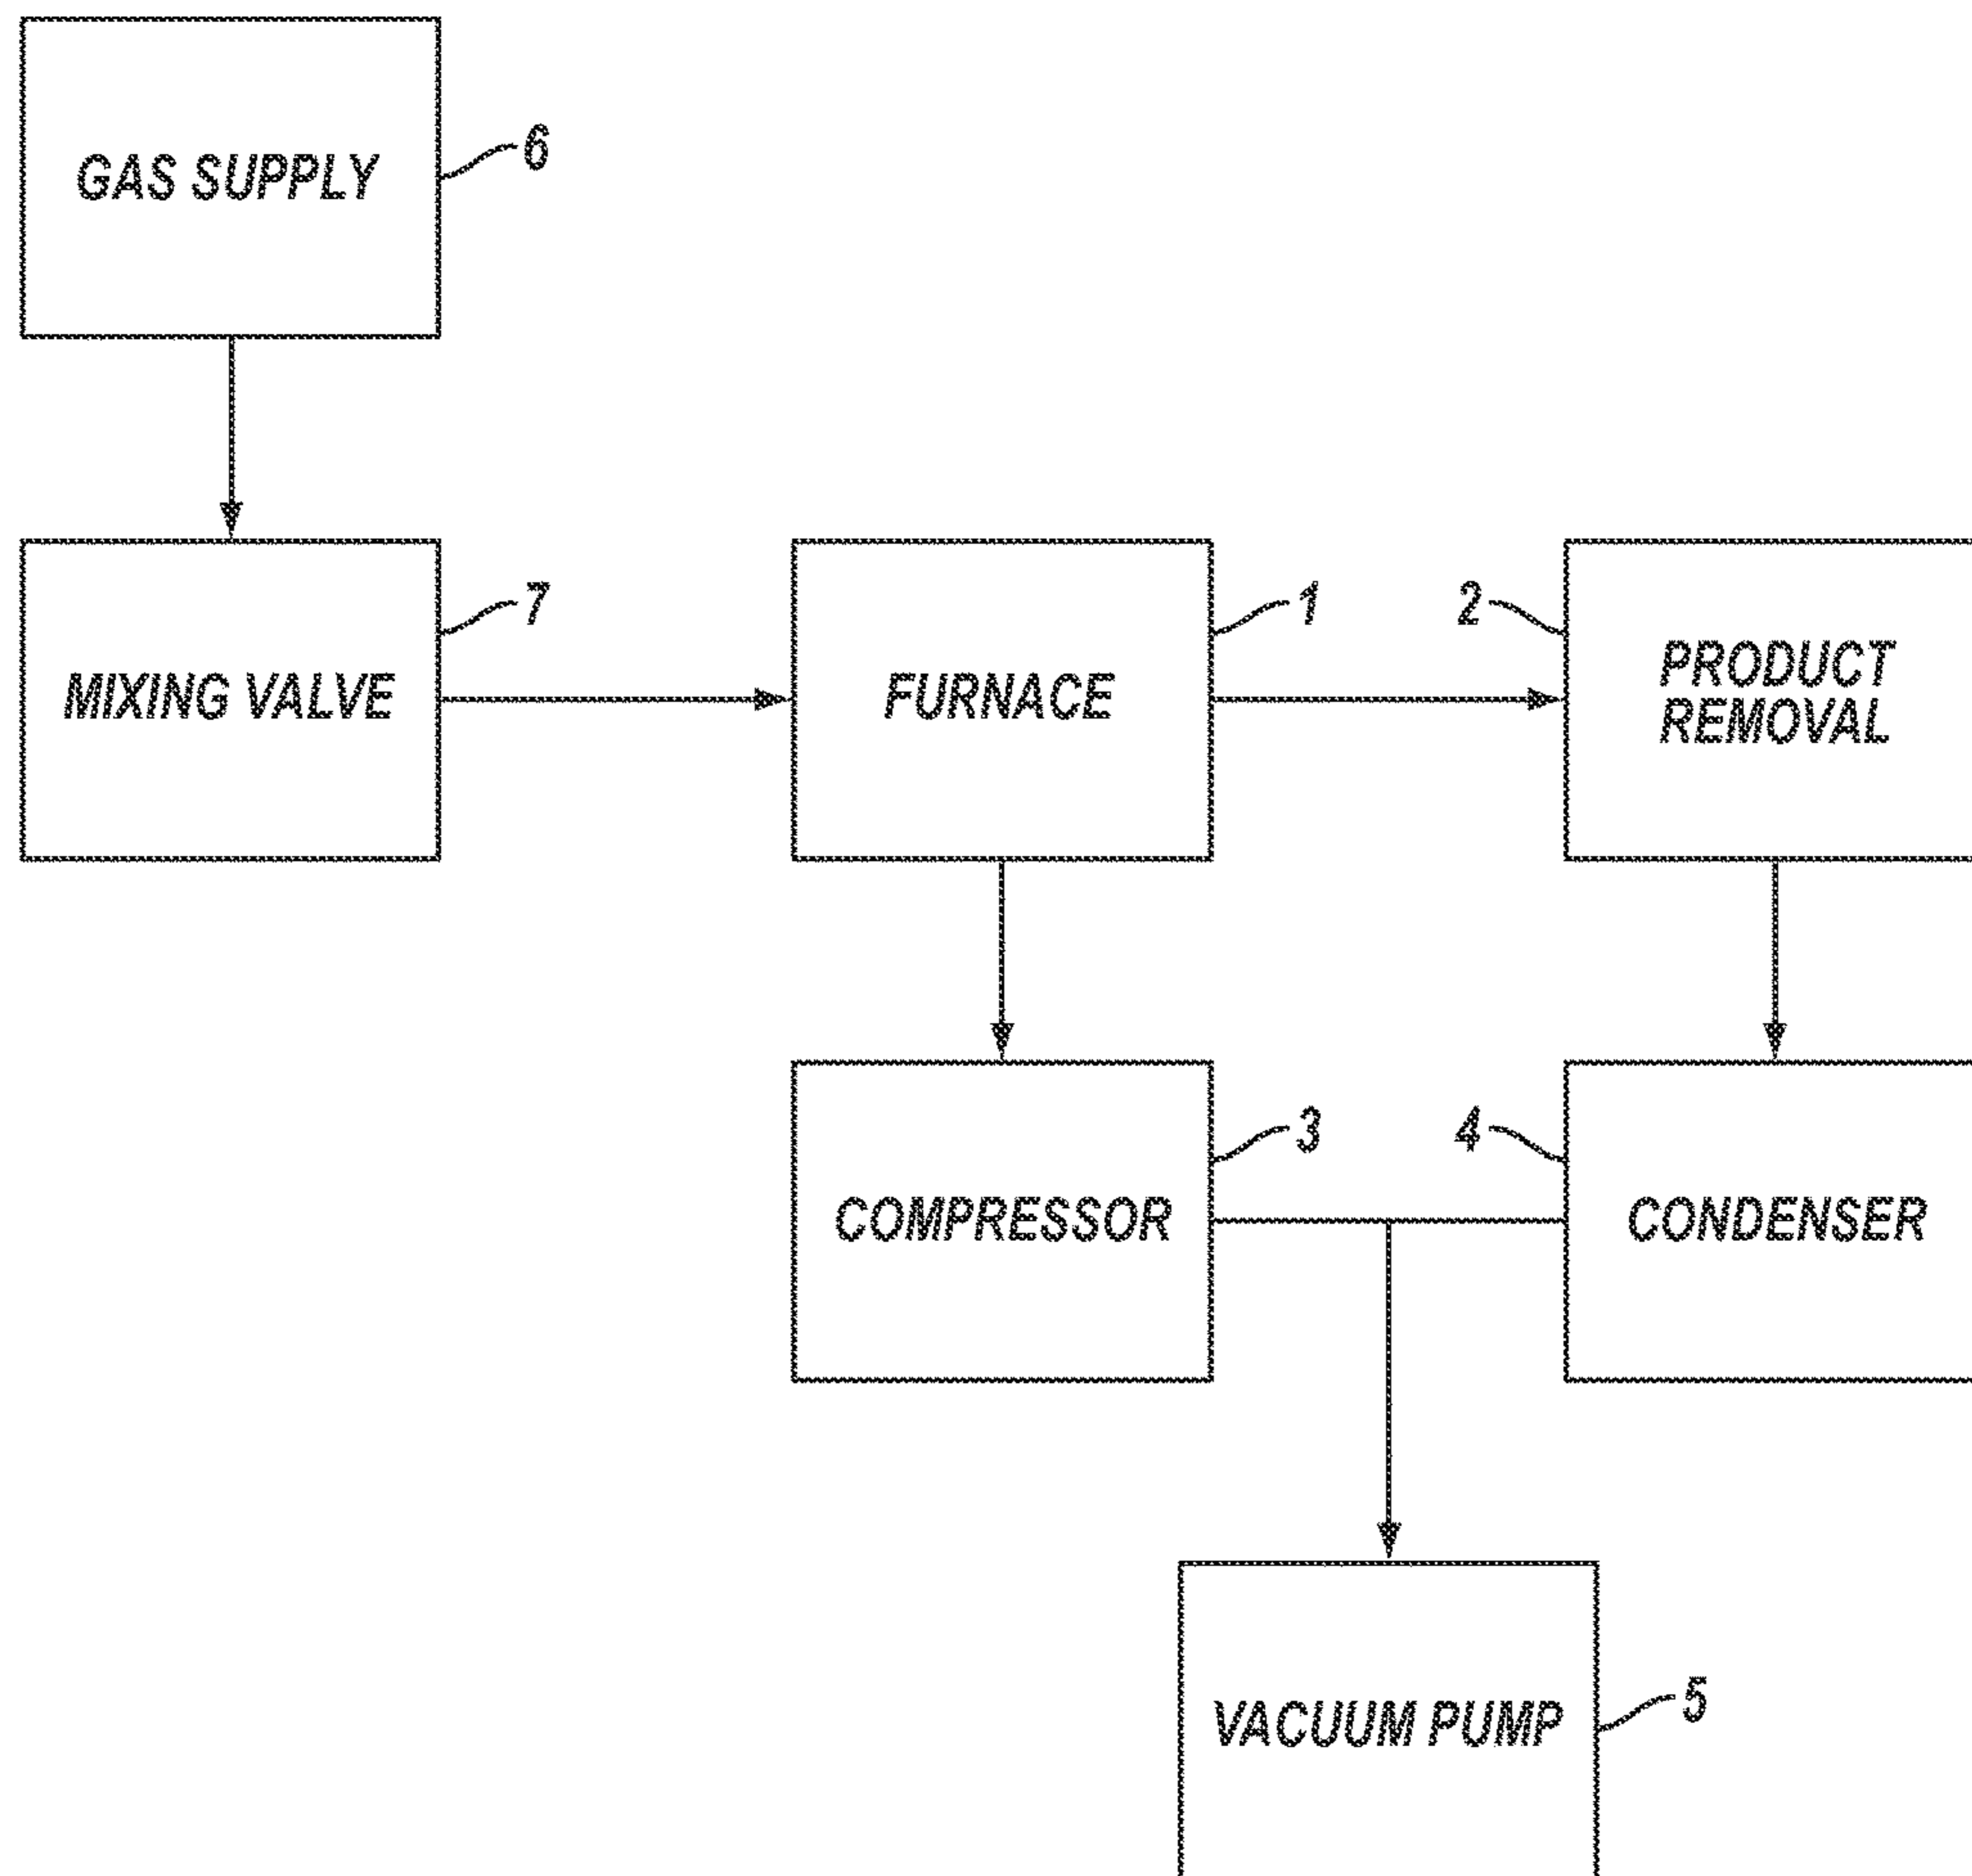 GAS SUPPLY
6
MIXING VALVE
7
FURNACE
1
2
PRODUCT
REMOVAL
COMPRESSOR
3
4
CONDENSER
VACUUM PUMP
5